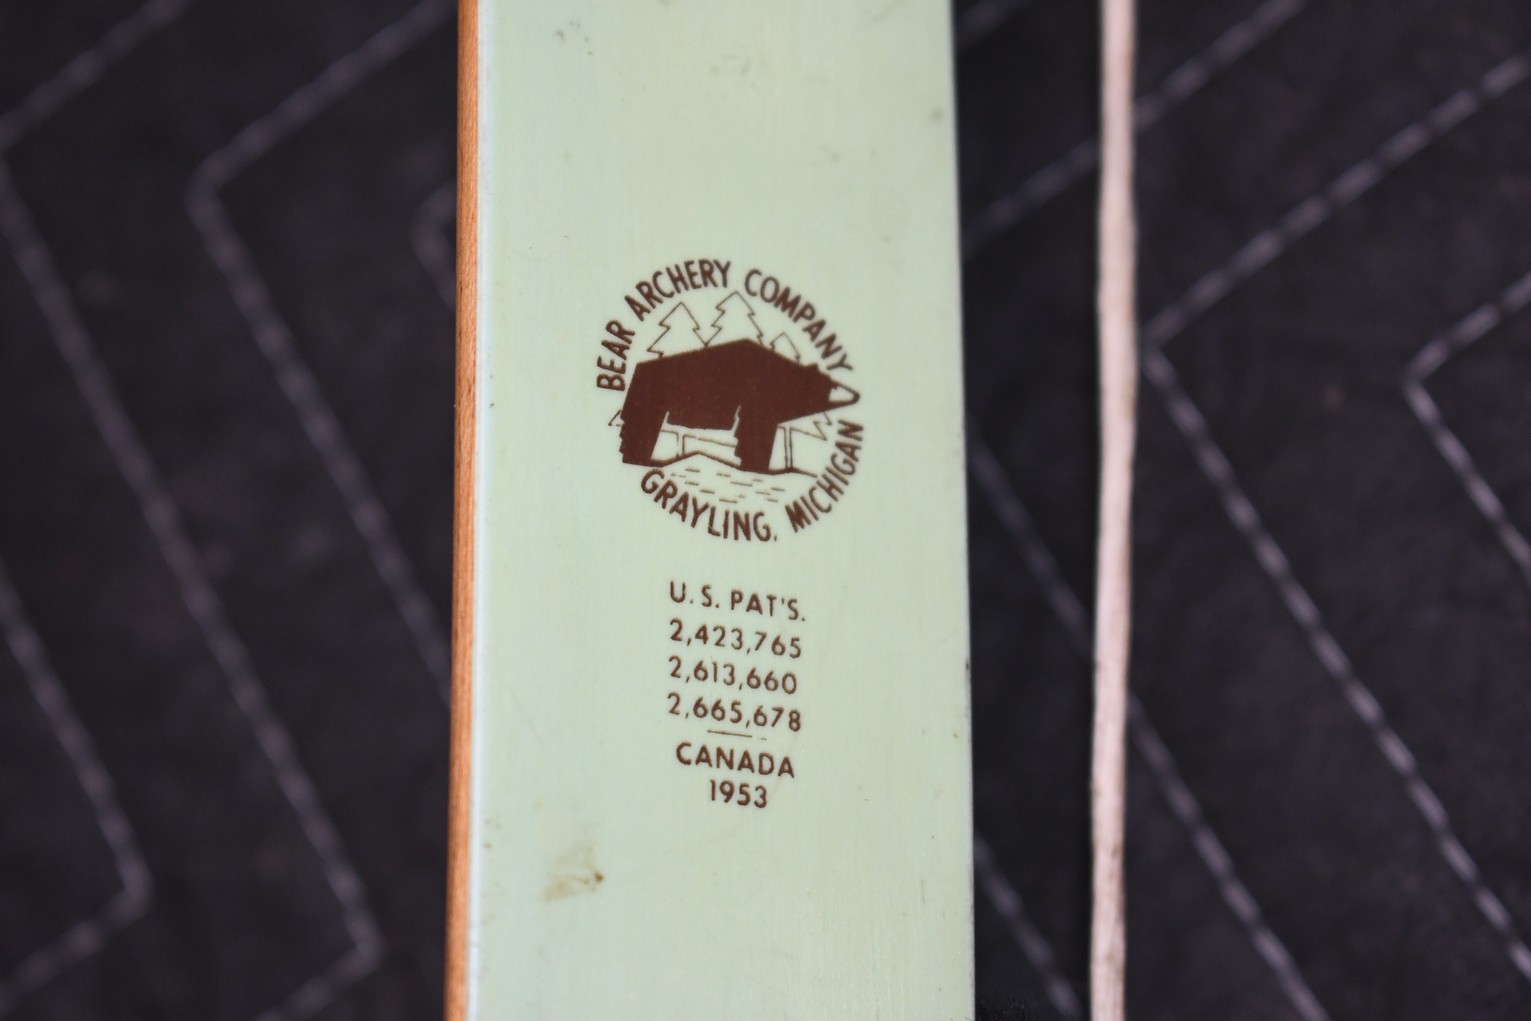 BEAR ARCHERY COMPANY
GRAYLING, MICHIGAN
U.S. PAT'S.
2,423,765
2,613,660
2,665,678
CANADA
1953